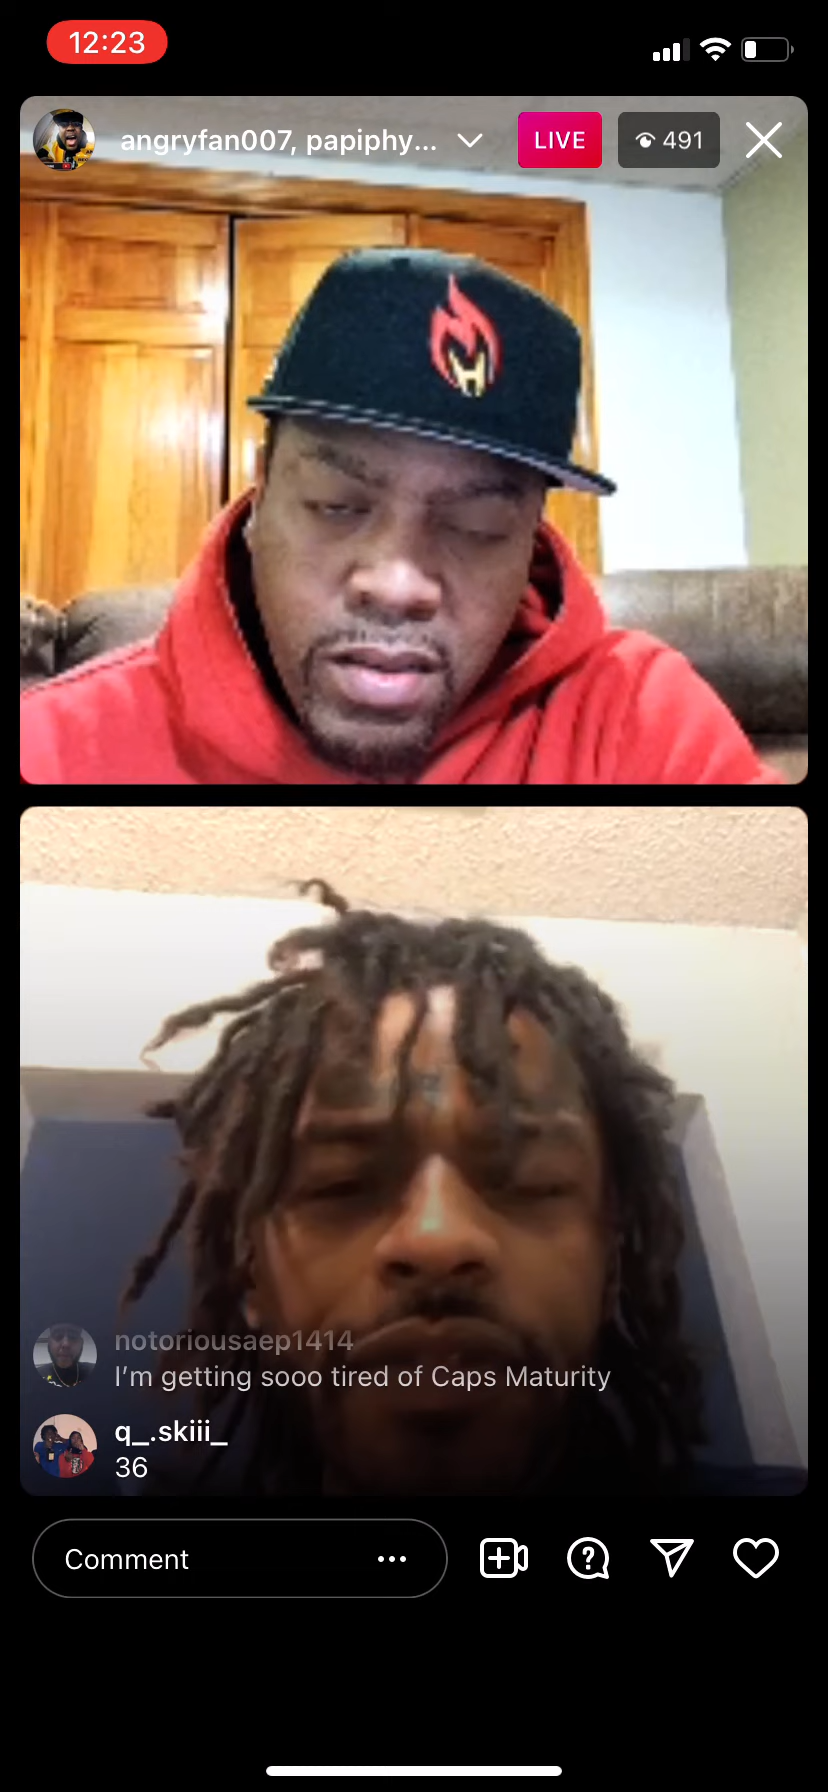 12:23
angryfan007, papiphy...
LIVE
491
notoriousaep1414
I'm getting sooo tired of Caps Maturity
q_.skiii_
36
Comment